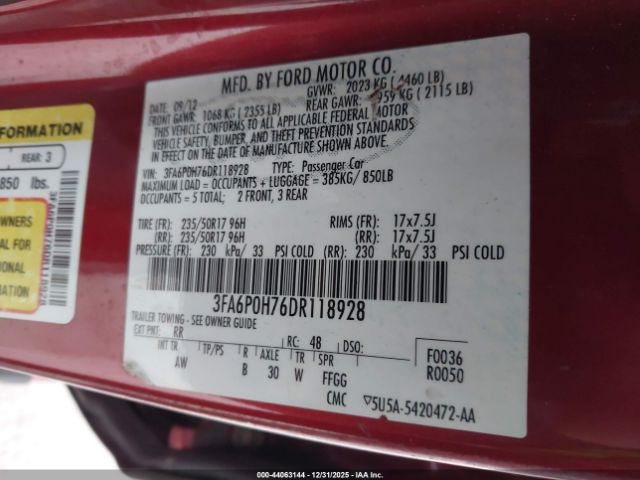 MFD. BY FORD MOTOR CO.
DATE: 09/12 GVWR: 2023 KG ( 4460 LB)
FRONT GAWR: 1068 KG ( 2355 LB) REAR GAWR: 959 KG ( 2115 LB)
THIS VEHICLE CONFORMS TO ALL APPLICABLE FEDERAL MOTOR
VEHICLE SAFETY, BUMPER, AND THEFT PREVENTION STANDARDS
IN EFFECT ON THE DATE OF MANUFACTURE SHOWN ABOVE.
VIN: 3FA6P0H76DR118928 TYPE: Passenger Car
MAXIMUM LOAD = OCCUPANTS + LUGGAGE = 385KG/ 850LB
OCCUPANTS = 5 TOTAL: 2 FRONT, 3 REAR
TIRE (FR): 235/50R17 96H RIMS (FR): 17x7.5J
(RR): 235/50R17 96H (RR): 17x7.5J
PRESSURE (FR): 230 kPa/ 33 PSI COLD (RR): 230 kPa/ 33 PSI COLD
3FA6P0H76DR118928
TRAILER TOWING - SEE OWNER GUIDE
EXT PNT: RR RC: 48 DSO:
INT TR TP/PS R AXLE TR SPR F0036
AW B 30 W FFGG R0050
CMC ▽5U5A-5420472-AA
FORMATION
REAR: 3
850 lbs.
OWNER'S
AL FOR
IONAL
MATION
3FA6P0H76DR118928
000-44063144 - 12/31/2025 - IAA, Inc.